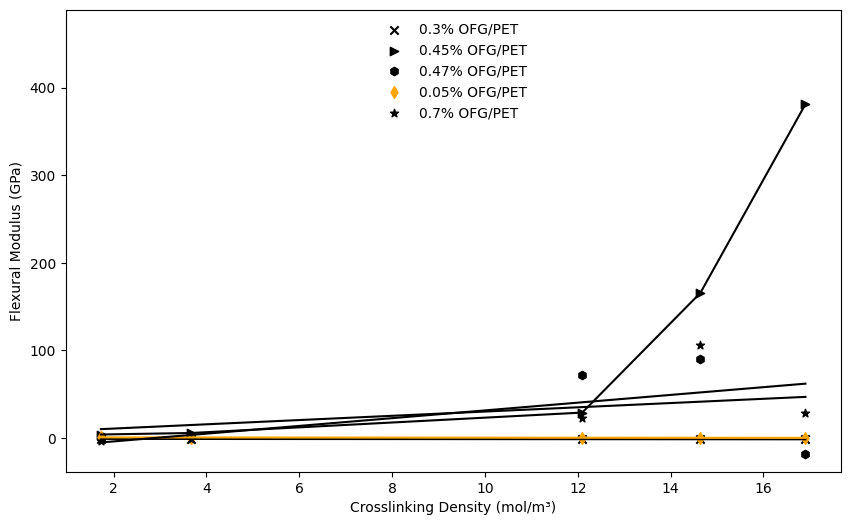 0.3% OFG/PET
0.45% OFG/PET
0.47% OFG/PET
0.05% OFG/PET
0.7% OFG/PET
Flexural Modulus (GPa)
400
300
200
100
0
2 4 6 8 10 12 14 16
Crosslinking Density (mol/m³)